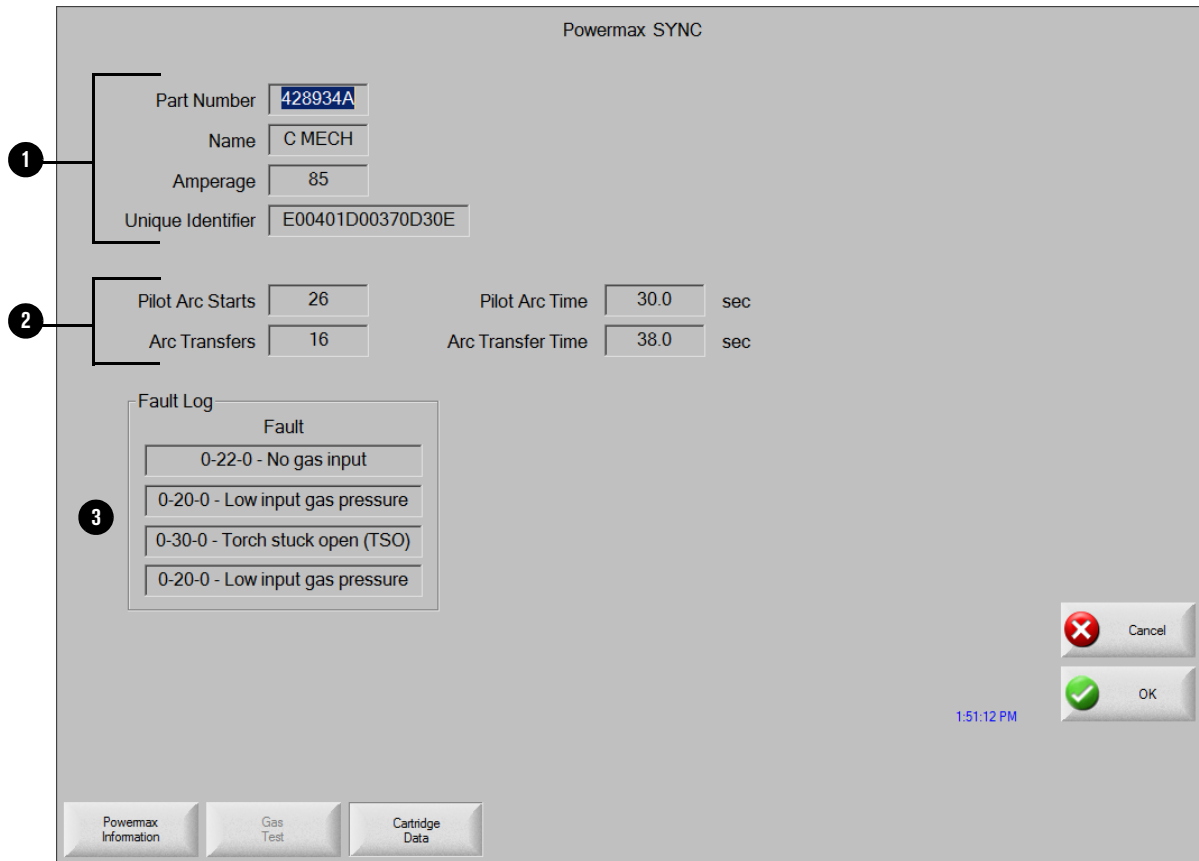 Powermax SYNC
1
Part Number 428934A
Name C MECH
Amperage 85
Unique Identifier E00401D00370D30E
2
Pilot Arc Starts 26 Pilot Arc Time 30.0 sec
Arc Transfers 16 Arc Transfer Time 38.0 sec
Fault Log
Fault
0-22-0 - No gas input
0-20-0 - Low input gas pressure
3
0-30-0 - Torch stuck open (TSO)
0-20-0 - Low input gas pressure
Cancel
OK
1:51:12 PM
Powermax
Information
Gas
Test
Cartridge
Data